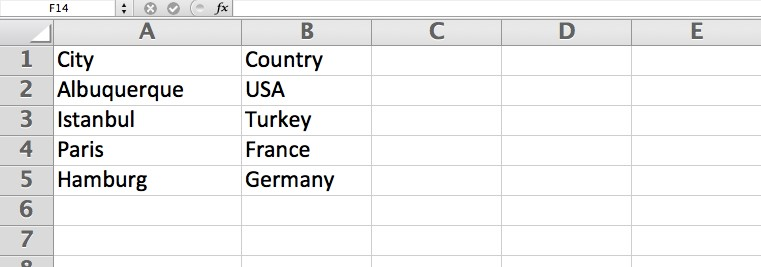 F14 fx
A B C D E
1 City Country
2 Albuquerque USA
3 Istanbul Turkey
4 Paris France
5 Hamburg Germany
6
7
8